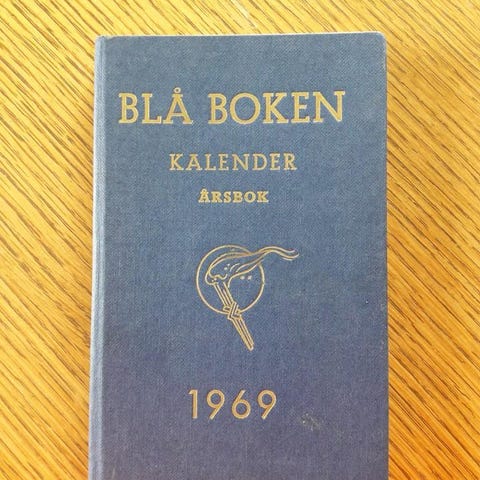 BLÅ BOKEN
KALENDER
ÅRSBOK
1969